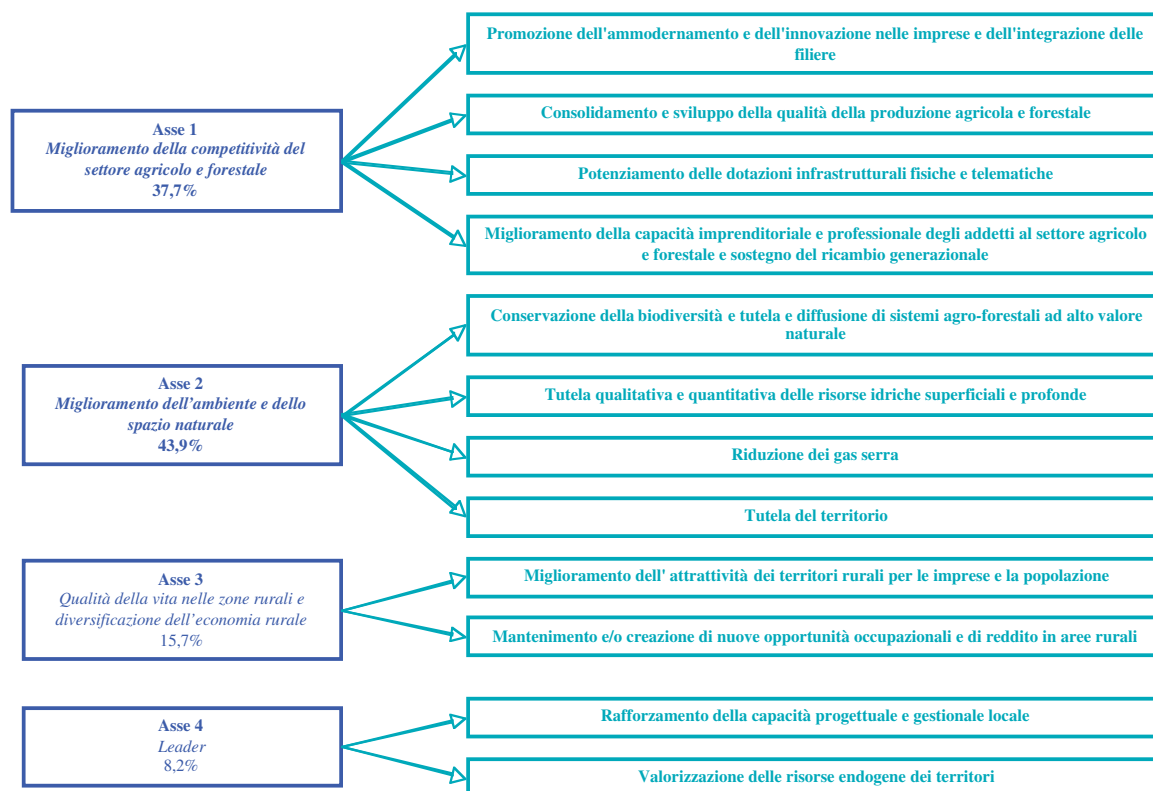 Promozione dell'ammodernamento e dell'innovazione nelle imprese e dell'integrazione delle
filiere
Asse 1
Miglioramento della competitività del
settore agricolo e forestale
37,7%
Consolidamento e sviluppo della qualità della produzione agricola e forestale
Potenziamento delle dotazioni infrastrutturali fisiche e telematiche
Miglioramento della capacità imprenditoriale e professionale degli addetti al settore agricolo
e forestale e sostegno del ricambio generazionale
Conservazione della biodiversità e tutela e diffusione di sistemi agro-forestali ad alto valore
naturale
Asse 2
Miglioramento dell’ambiente e dello
spazio naturale
43,9%
Tutela qualitativa e quantitativa delle risorse idriche superficiali e profonde
Riduzione dei gas serra
Tutela del territorio
Asse 3
Qualità della vita nelle zone rurali e
diversificazione dell’economia rurale
15,7%
Miglioramento dell' attrattività dei territori rurali per le imprese e la popolazione
Mantenimento e/o creazione di nuove opportunità occupazionali e di reddito in aree rurali
Asse 4
Leader
8,2%
Rafforzamento della capacità progettuale e gestionale locale
Valorizzazione delle risorse endogene dei territori